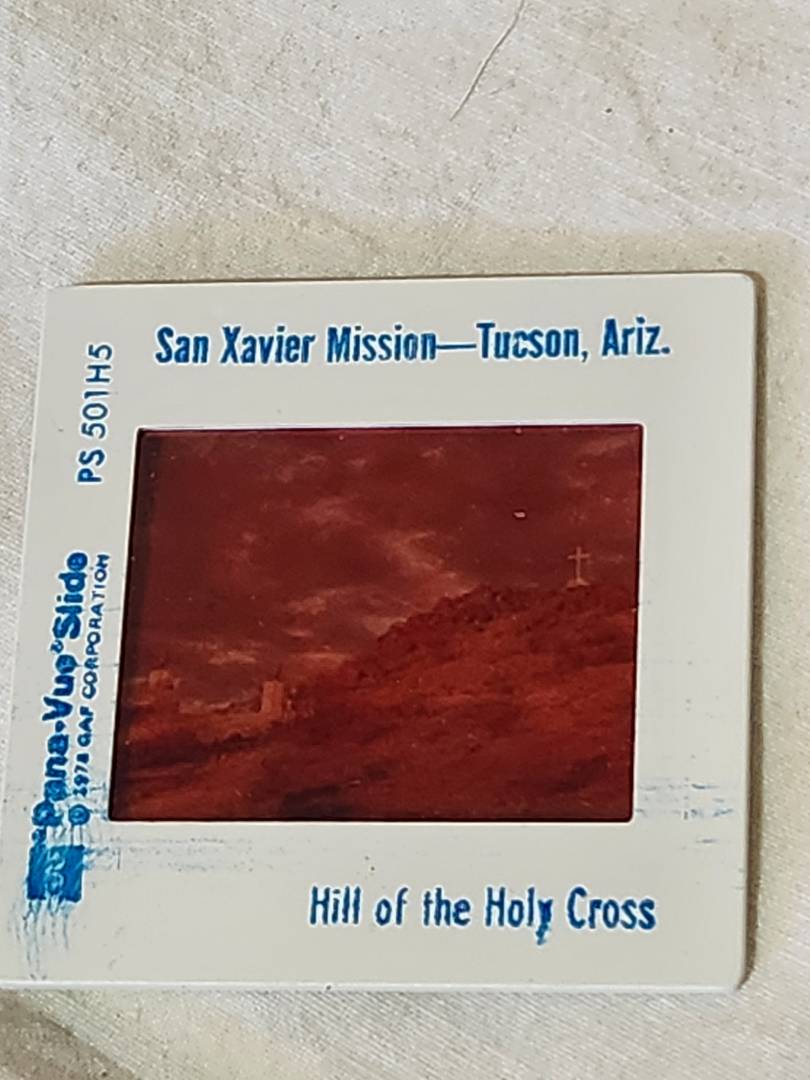 San Xavier Mission—Tucson, Ariz.
PS 501H5
Pana-Vue® Slide
© 1978 GAF CORPORATION
Hill of the Holy Cross